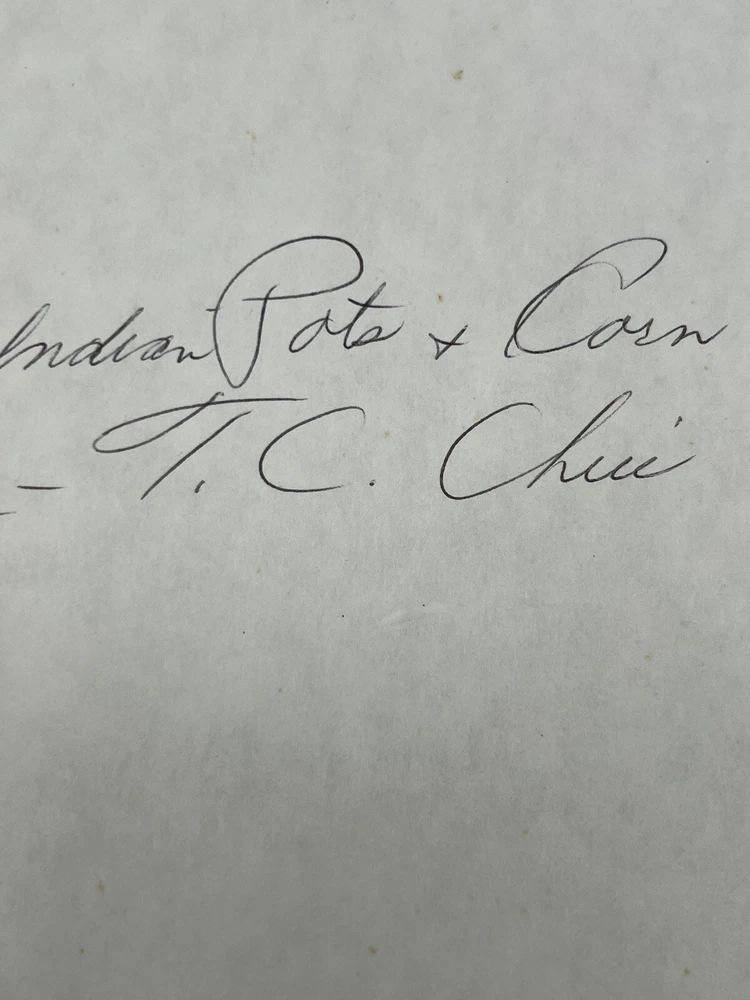 Indian Pots + Corn
- T. C. Chiu